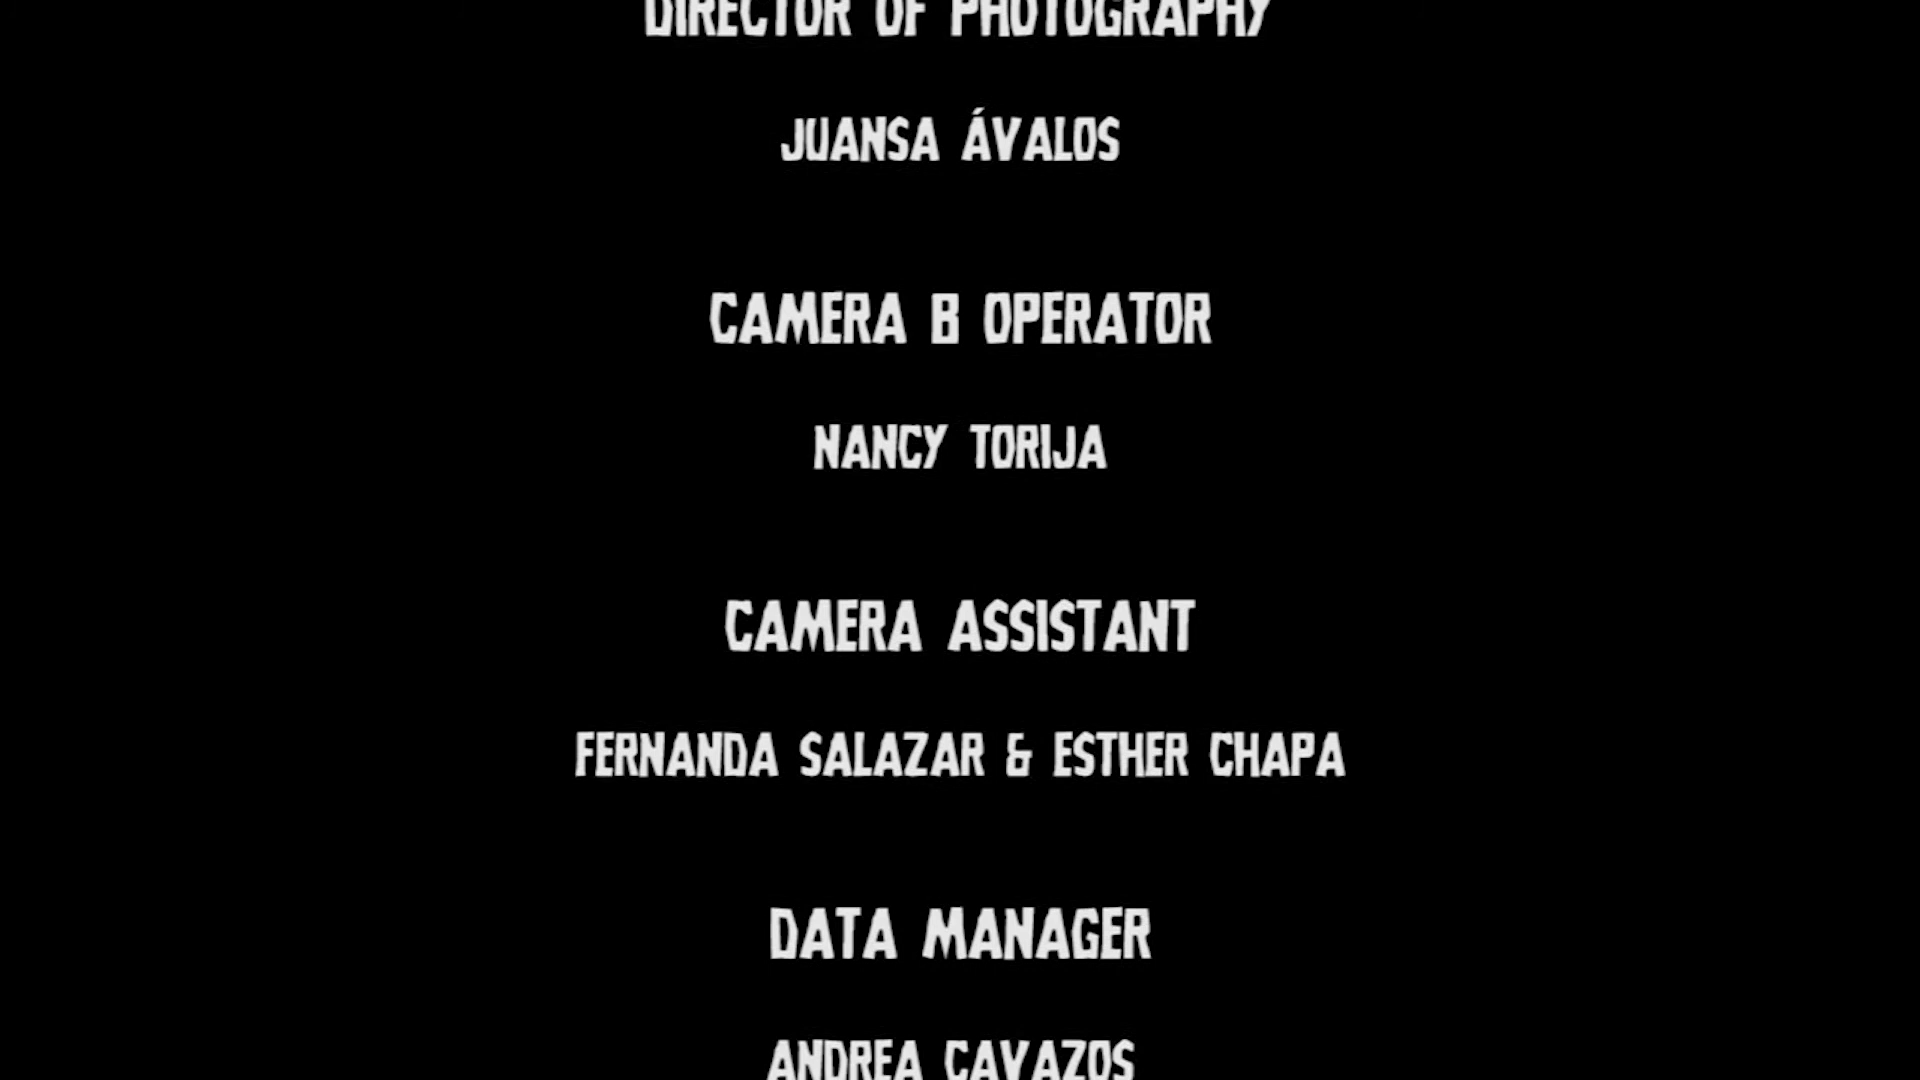 DIRECTOR OF PHOTOGRAPHY
JUANSA ÁVALOS
CAMERA B OPERATOR
NANCY TORIJA
CAMERA ASSISTANT
FERNANDA SALAZAR & ESTHER CHAPA
DATA MANAGER
ANDREA CAVAZOS